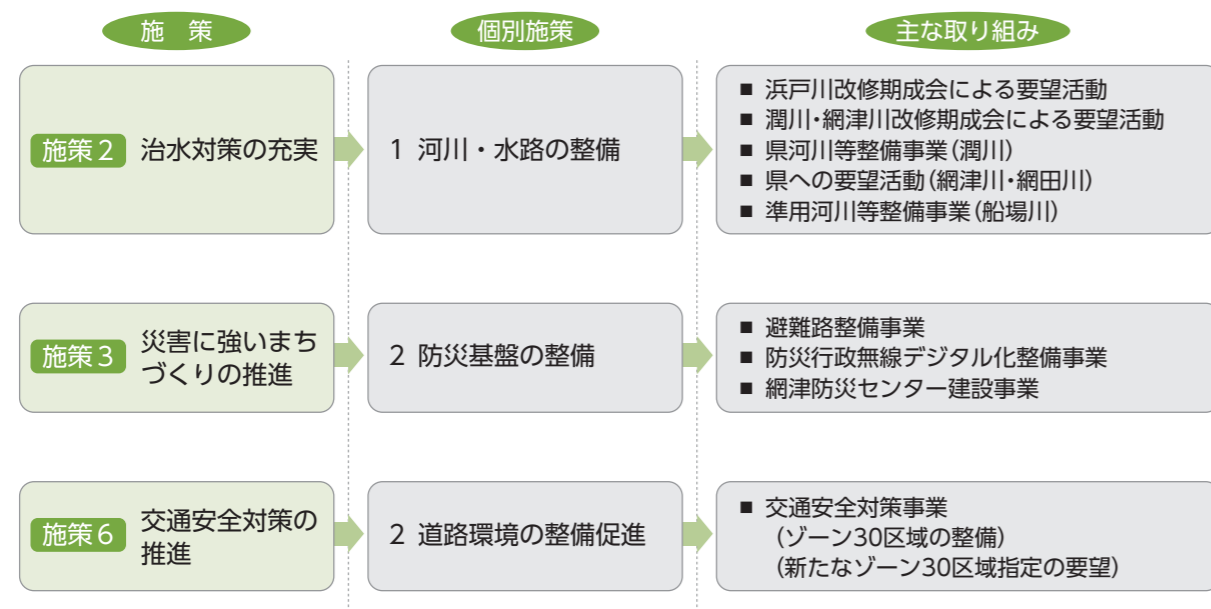 施　策
個別施策
主な取り組み
施策2
治水対策の充実
1 河川・水路の整備
■ 浜戸川改修期成会による要望活動
■ 潤川・網津川改修期成会による要望活動
■ 県河川等整備事業(潤川)
■ 県への要望活動(網津川・網田川)
■ 準用河川等整備事業(船場川)
施策3
災害に強いまち
づくりの推進
2 防災基盤の整備
■ 避難路整備事業
■ 防災行政無線デジタル化整備事業
■ 網津防災センター建設事業
施策6
交通安全対策の
推進
2 道路環境の整備促進
■ 交通安全対策事業
(ゾーン30区域の整備)
(新たなゾーン30区域指定の要望)